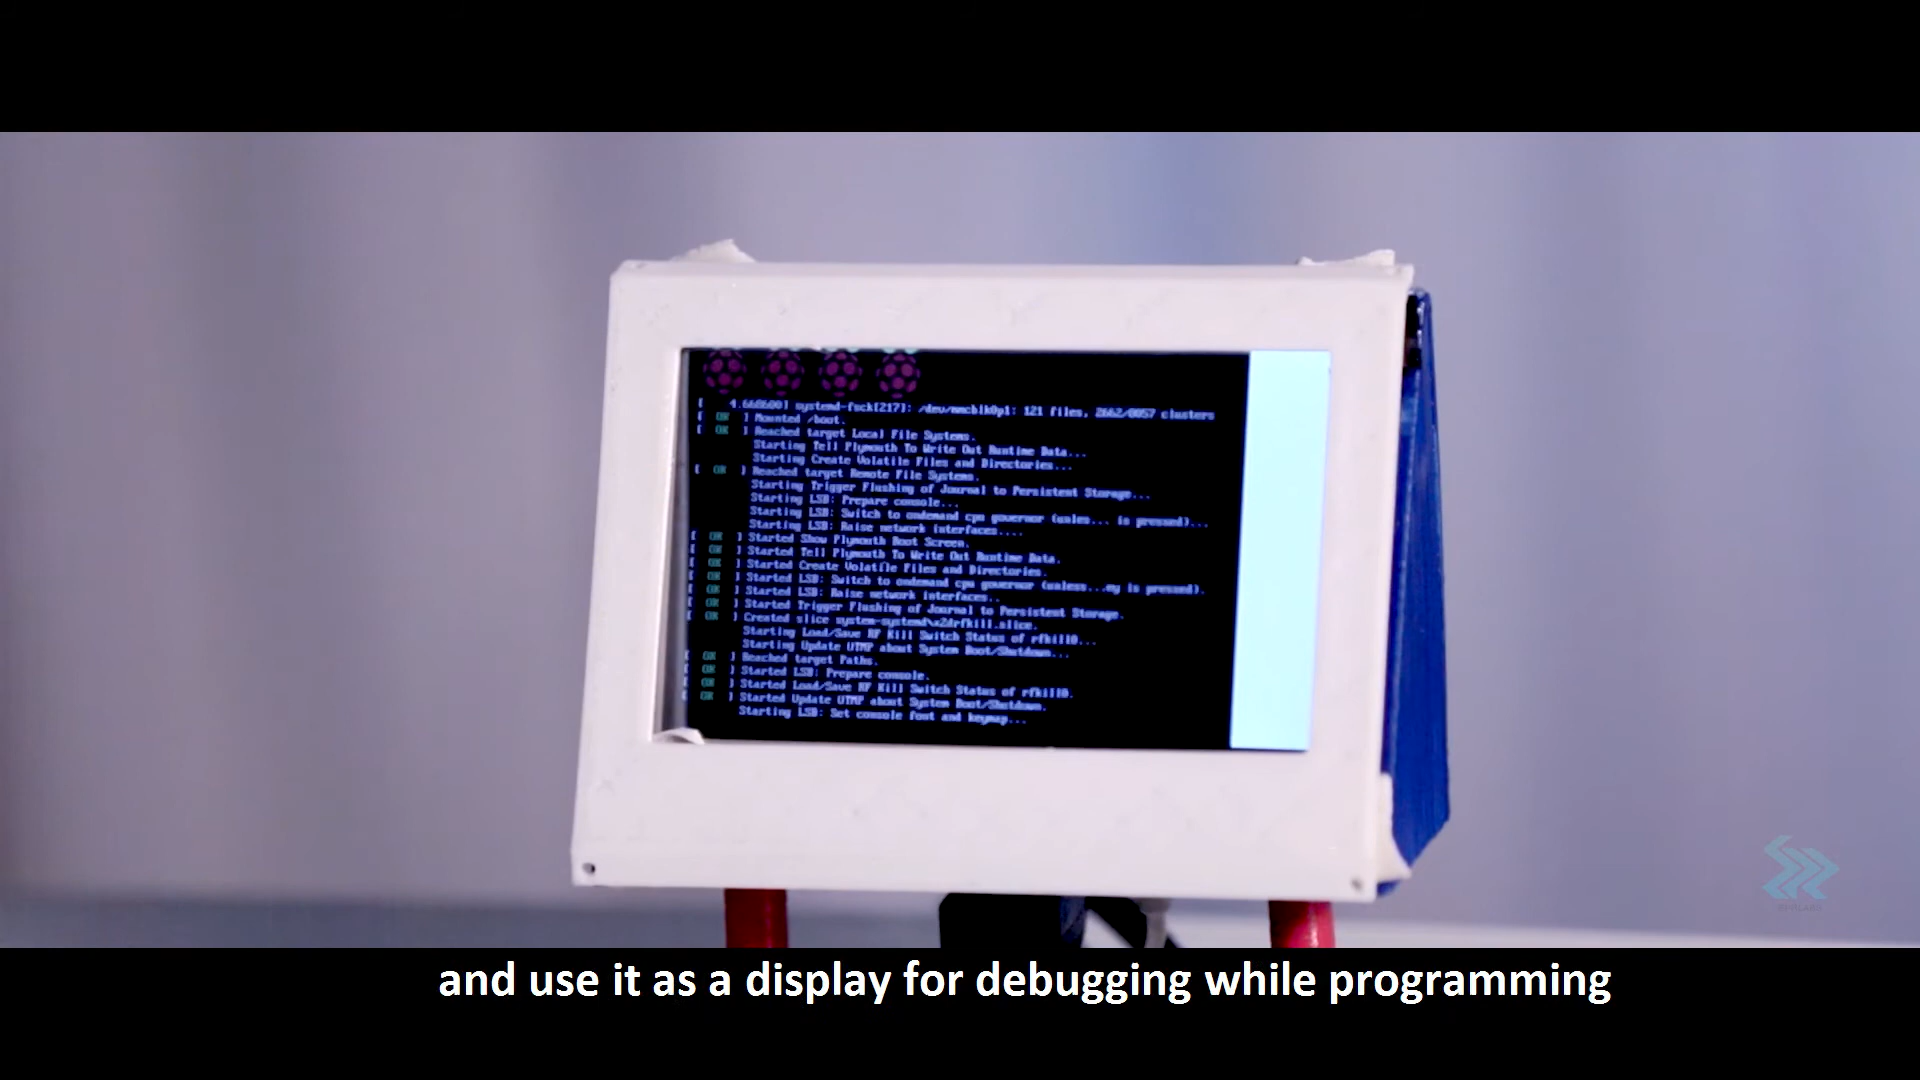 [ 4.668600] systemd-fsck[217]: /dev/mmcblk0p1: 121 files, 2662/8057 clusters
[ OK ] Mounted /boot.
[ OK ] Reached target Local File Systems.
Starting Tell Plymouth To Write Out Runtime Data...
Starting Create Volatile Files and Directories...
[ OK ] Reached target Remote File Systems.
Starting Trigger Flushing of Journal to Persistent Storage...
Starting LSB: Prepare console...
Starting LSB: Switch to ondemand cpu governor (unles... is pressed)...
Starting LSB: Raise network interfaces....
[ OK ] Started Show Plymouth Boot Screen.
[ OK ] Started Tell Plymouth To Write Out Runtime Data.
[ OK ] Started Create Volatile Files and Directories.
[ OK ] Started LSB: Switch to ondemand cpu governor (unless...ey is pressed).
[ OK ] Started LSB: Raise network interfaces..
[ OK ] Started Trigger Flushing of Journal to Persistent Storage.
[ OK ] Created slice system-systemd\x2drfkill.slice.
Starting Load/Save RF Kill Switch Status of rfkill0...
Starting Update UTMP about System Boot/Shutdown...
[ OK ] Reached target Paths.
[ OK ] Started LSB: Prepare console.
[ OK ] Started Load/Save RF Kill Switch Status of rfkill0.
[ OK ] Started Update UTMP about System Boot/Shutdown.
Starting LSB: Set console font and keymap...
and use it as a display for debugging while programming